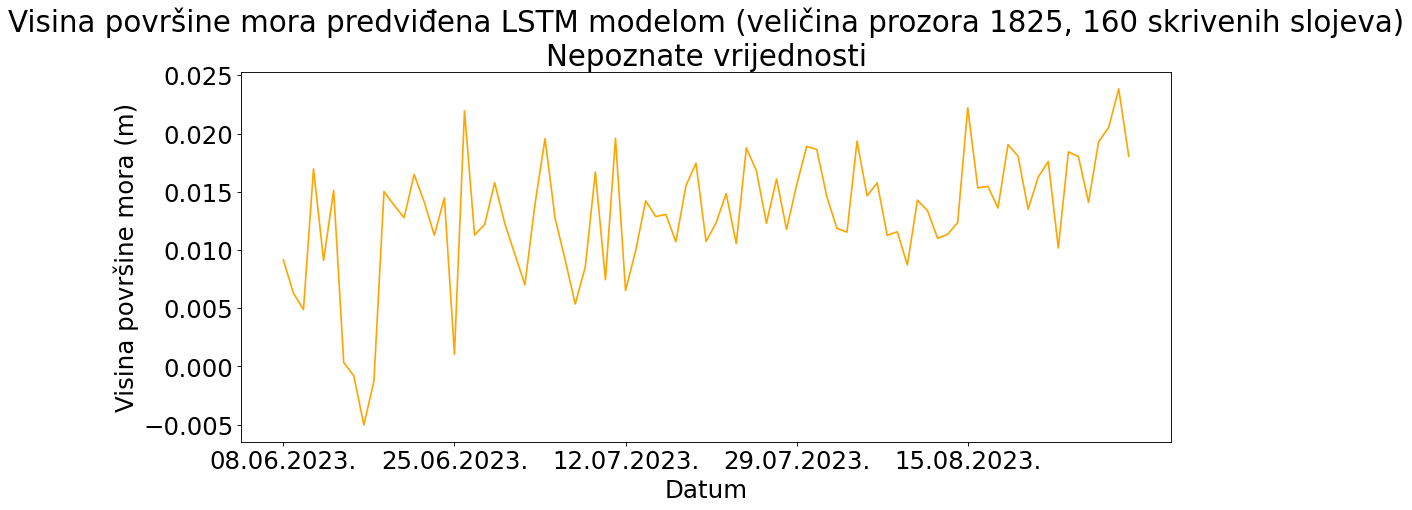 Visina površine mora predviđena LSTM modelom (veličina prozora 1825, 160 skrivenih slojeva)
Nepoznate vrijednosti
Visina površine mora (m)
0.025
0.020
0.015
0.010
0.005
0.000
−0.005
08.06.2023. 25.06.2023. 12.07.2023. 29.07.2023. 15.08.2023.
Datum